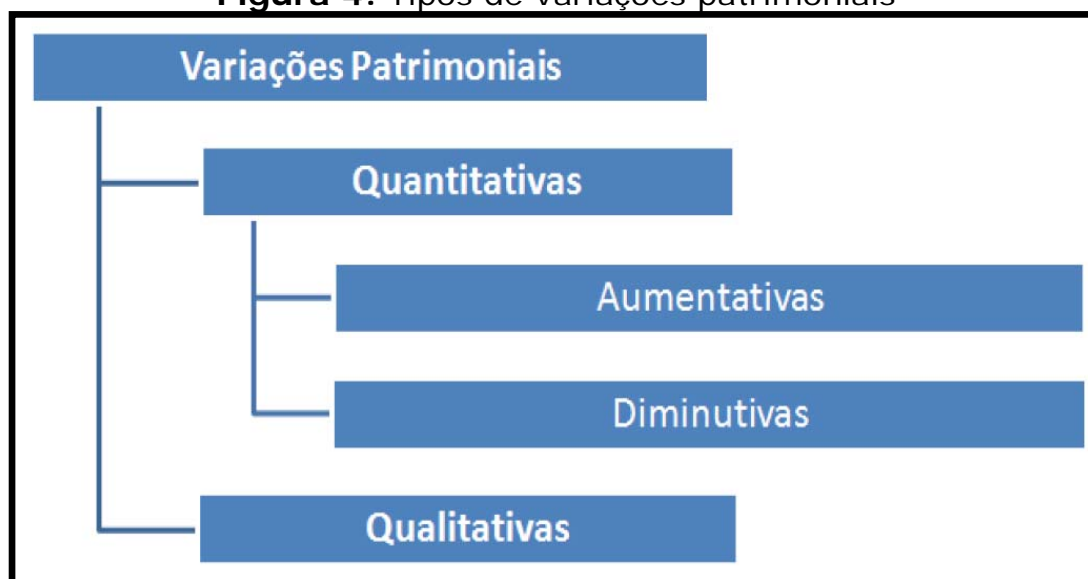 Figura 4: Tipos de variações patrimoniais
Variações Patrimoniais
Quantitativas
Aumentativas
Diminutivas
Qualitativas